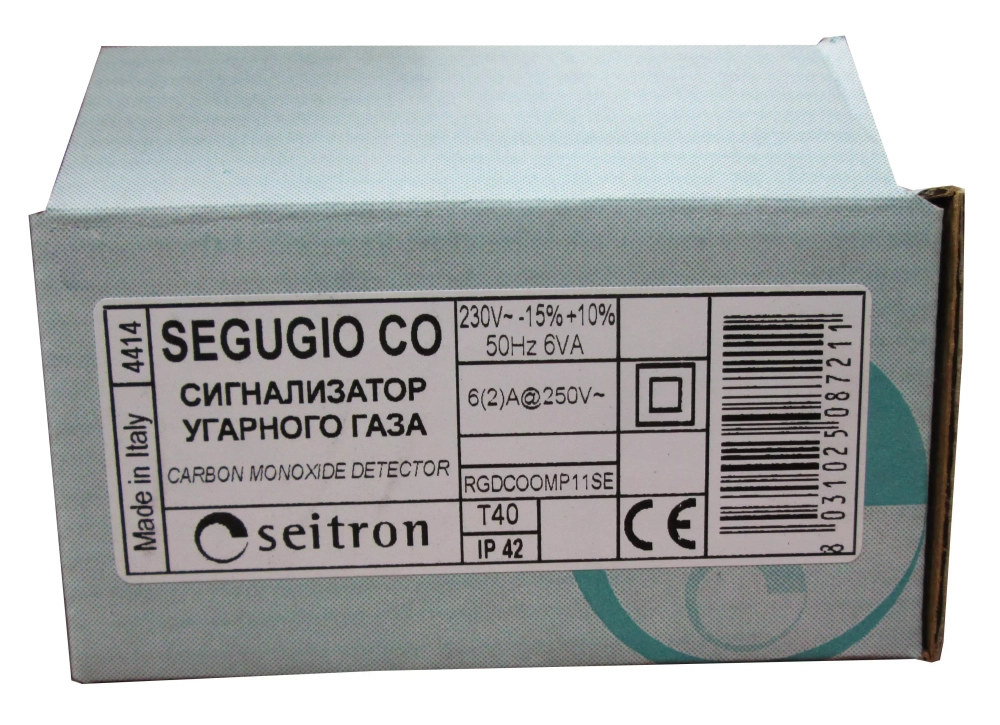 4414
Made in Italy
SEGUGIO CO
СИГНАЛИЗАТОР
УГАРНОГО ГАЗА
CARBON MONOXIDE DETECTOR
seitron
230V~ -15%+10%
50Hz 6VA
6(2)A@250V~
RGDCOOMP11SE
T40
IP 42
CE
8 031025 087211